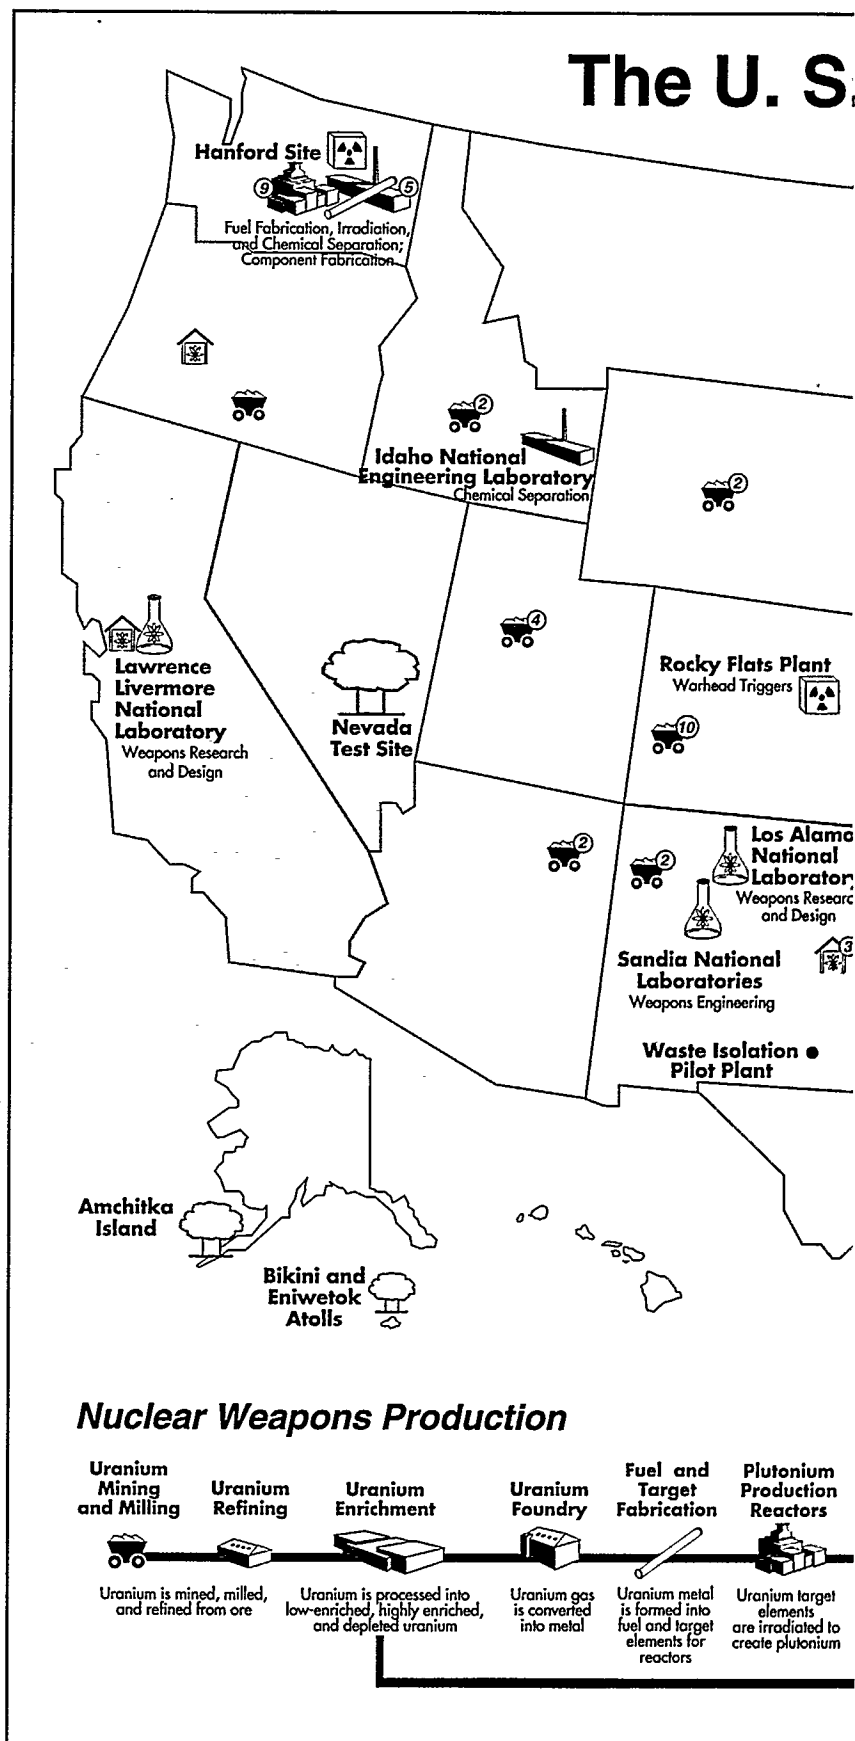 The U. S.
Hanford Site
9
5
Fuel Fabrication, Irradiation,
and Chemical Separation;
Component Fabrication
2
Idaho National
Engineering Laboratory
Chemical Separation
2
4
Lawrence
Livermore
National
Laboratory
Weapons Research
and Design
Nevada
Test Site
Rocky Flats Plant
Warhead Triggers
10
2
2
Los Alamo
National
Laboratory
Weapons Researc
and Design
Sandia National
Laboratories
Weapons Engineering
3
Waste Isolation
Pilot Plant
Amchitka
Island
Bikini and
Eniwetok
Atolls
Nuclear Weapons Production
Uranium
Mining
and Milling
Uranium is mined, milled,
and refined from ore
Uranium
Refining
Uranium
Enrichment
Uranium is processed into
low-enriched, highly enriched,
and depleted uranium
Uranium
Foundry
Uranium gas
is converted
into metal
Fuel and
Target
Fabrication
Uranium metal
is formed into
fuel and target
elements for
reactors
Plutonium
Production
Reactors
Uranium target
elements
are irradiated to
create plutonium